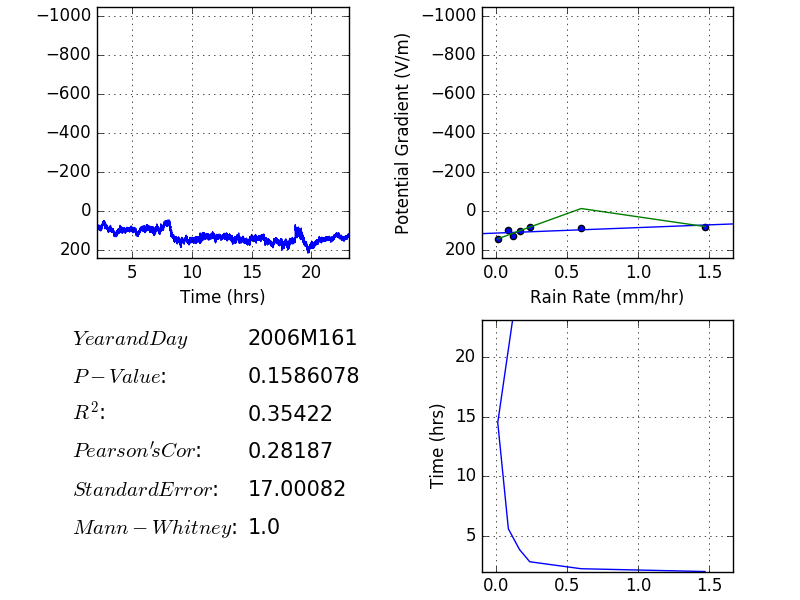 −1000
−800
−600
−400
−200
0
200
5 10 15 20
Time (hrs)
Potential Gradient (V/m)
−1000
−800
−600
−400
−200
0
200
0.0 0.5 1.0 1.5
Rain Rate (mm/hr)
YearandDay 2006M161
P−Value: 0.1586078
R²: 0.35422
Pearson'sCor: 0.28187
StandardError: 17.00082
Mann−Whitney: 1.0
Time (hrs)
20
15
10
5
0.0 0.5 1.0 1.5